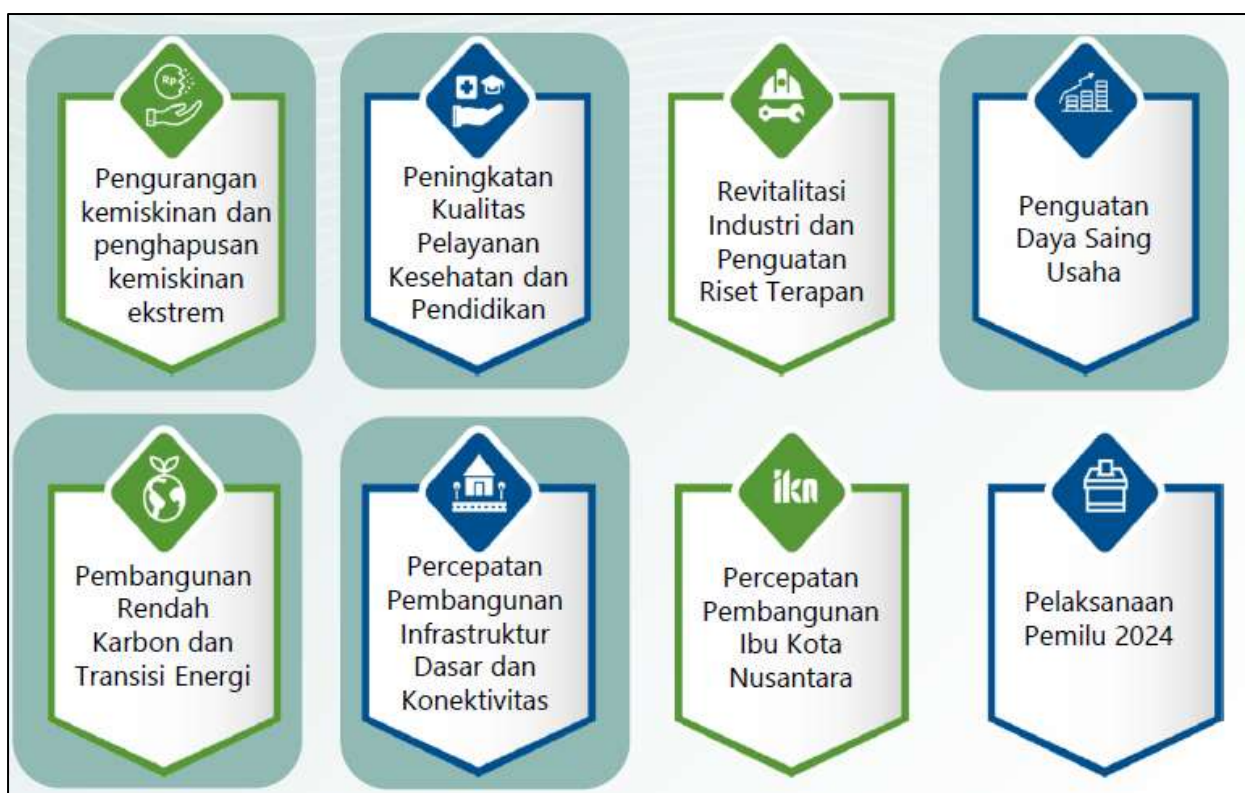 Rp
Pengurangan
kemiskinan dan
penghapusan
kemiskinan
ekstrem
Peningkatan
Kualitas
Pelayanan
Kesehatan dan
Pendidikan
Revitalitasi
Industri dan
Penguatan
Riset Terapan
Penguatan
Daya Saing
Usaha
Pembangunan
Rendah
Karbon dan
Transisi Energi
Percepatan
Pembangunan
Infrastruktur
Dasar dan
Konektivitas
ikn
Percepatan
Pembangunan
Ibu Kota
Nusantara
Pelaksanaan
Pemilu 2024